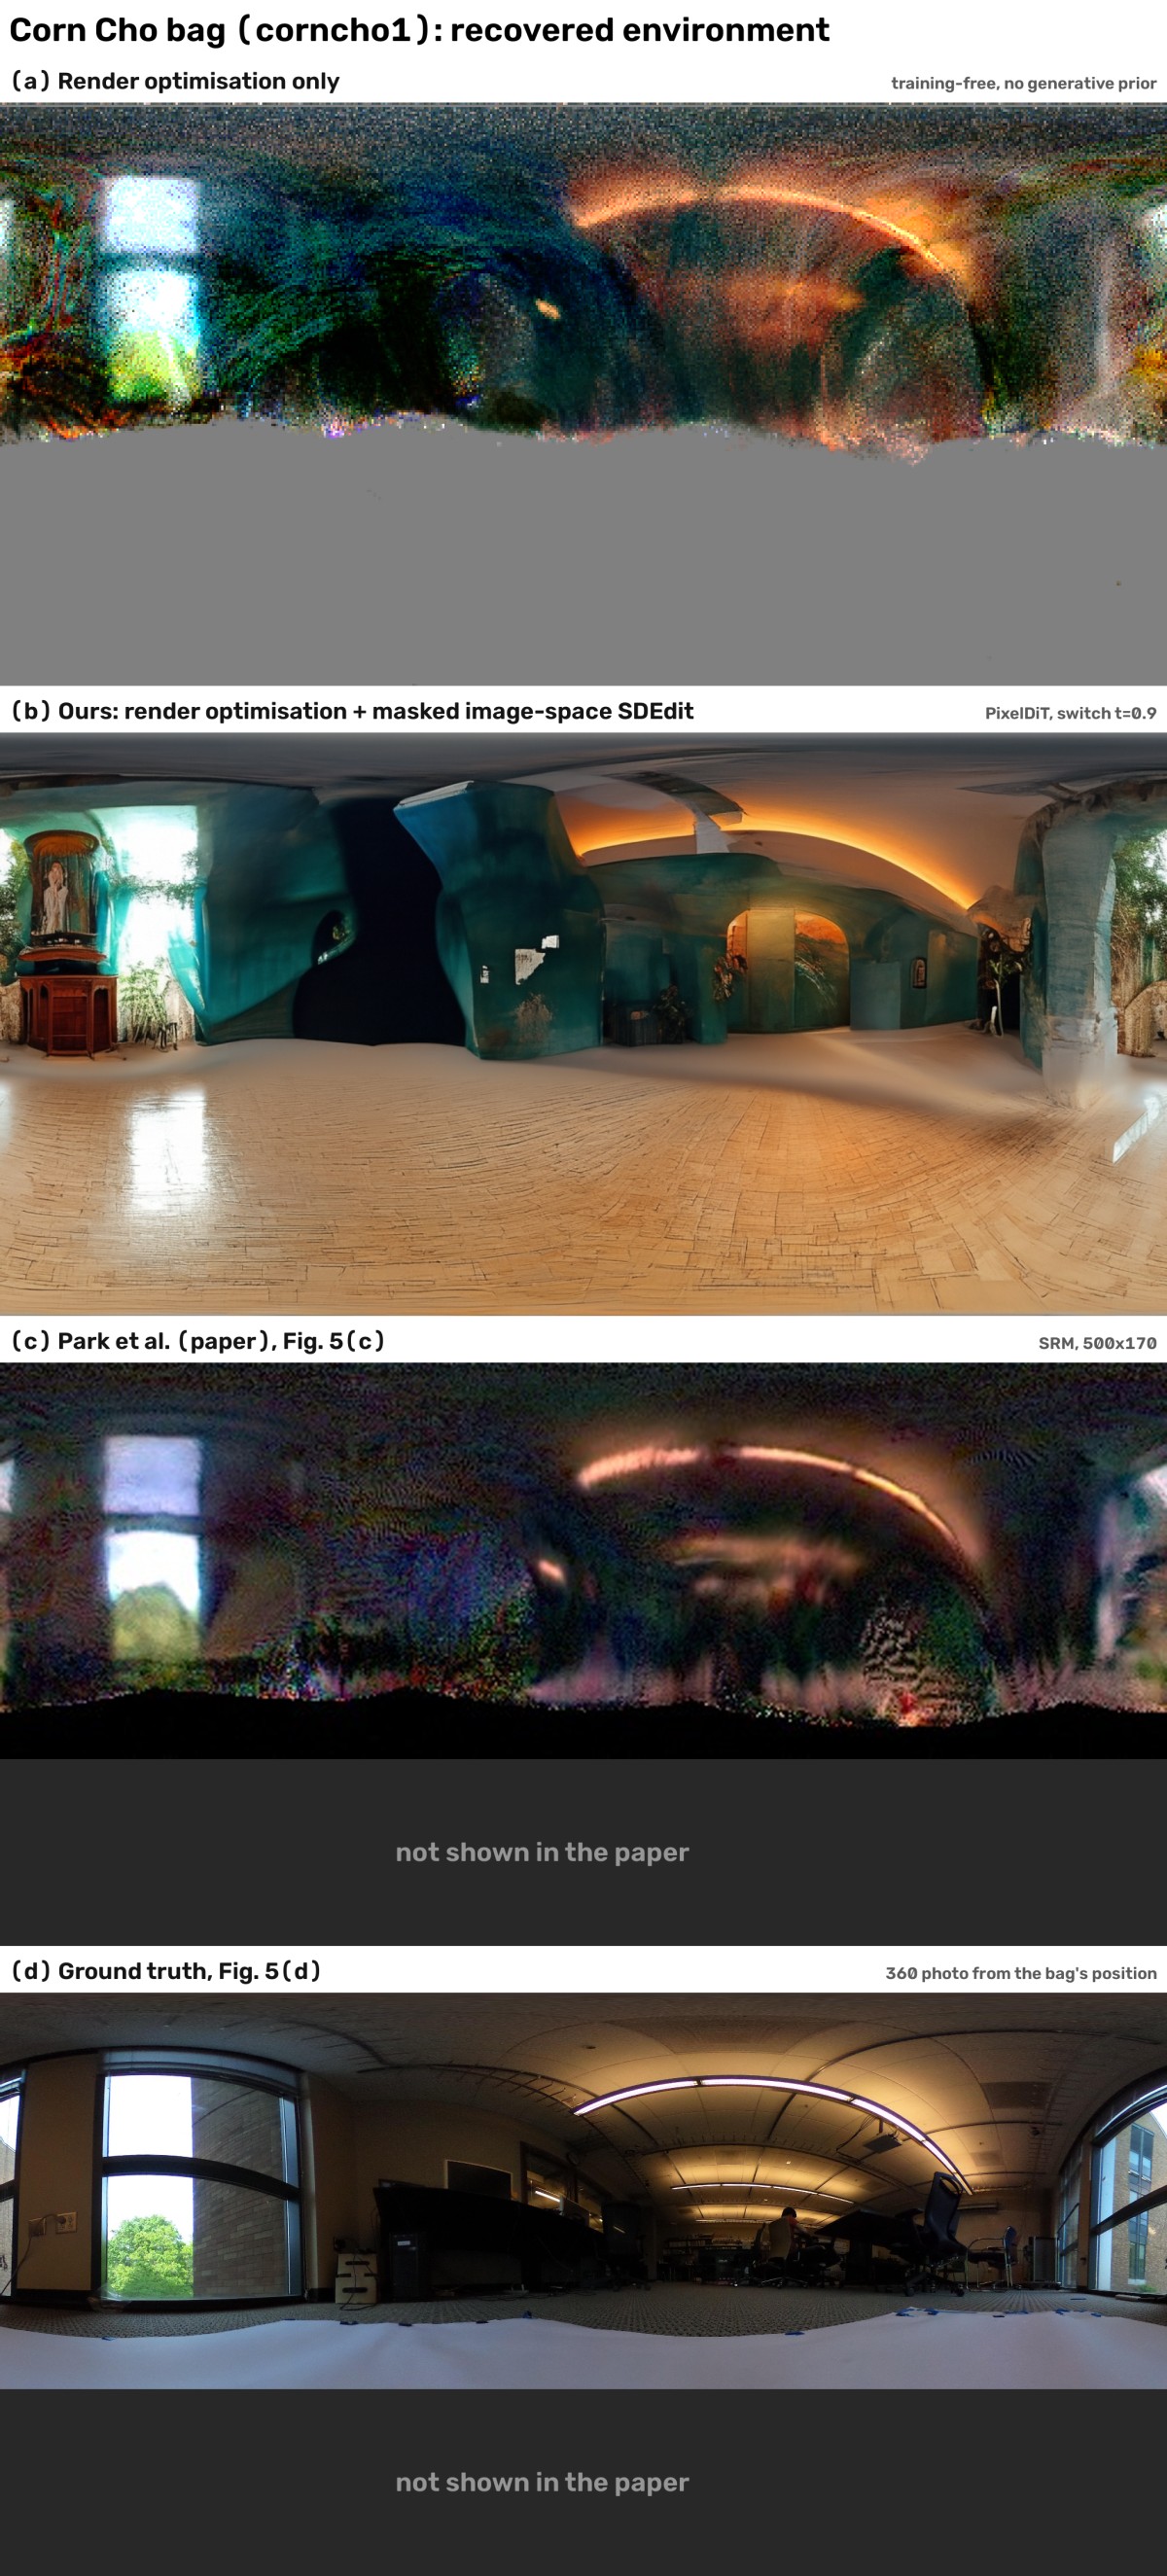 Corn Cho bag (corncho1): recovered environment
(a) Render optimisation only
training-free, no generative prior
(b) Ours: render optimisation + masked image-space SDEdit
PixelDiT, switch t=0.9
(c) Park et al. (paper), Fig. 5(c)
SRM, 500x170
not shown in the paper
(d) Ground truth, Fig. 5(d)
360 photo from the bag's position
not shown in the paper